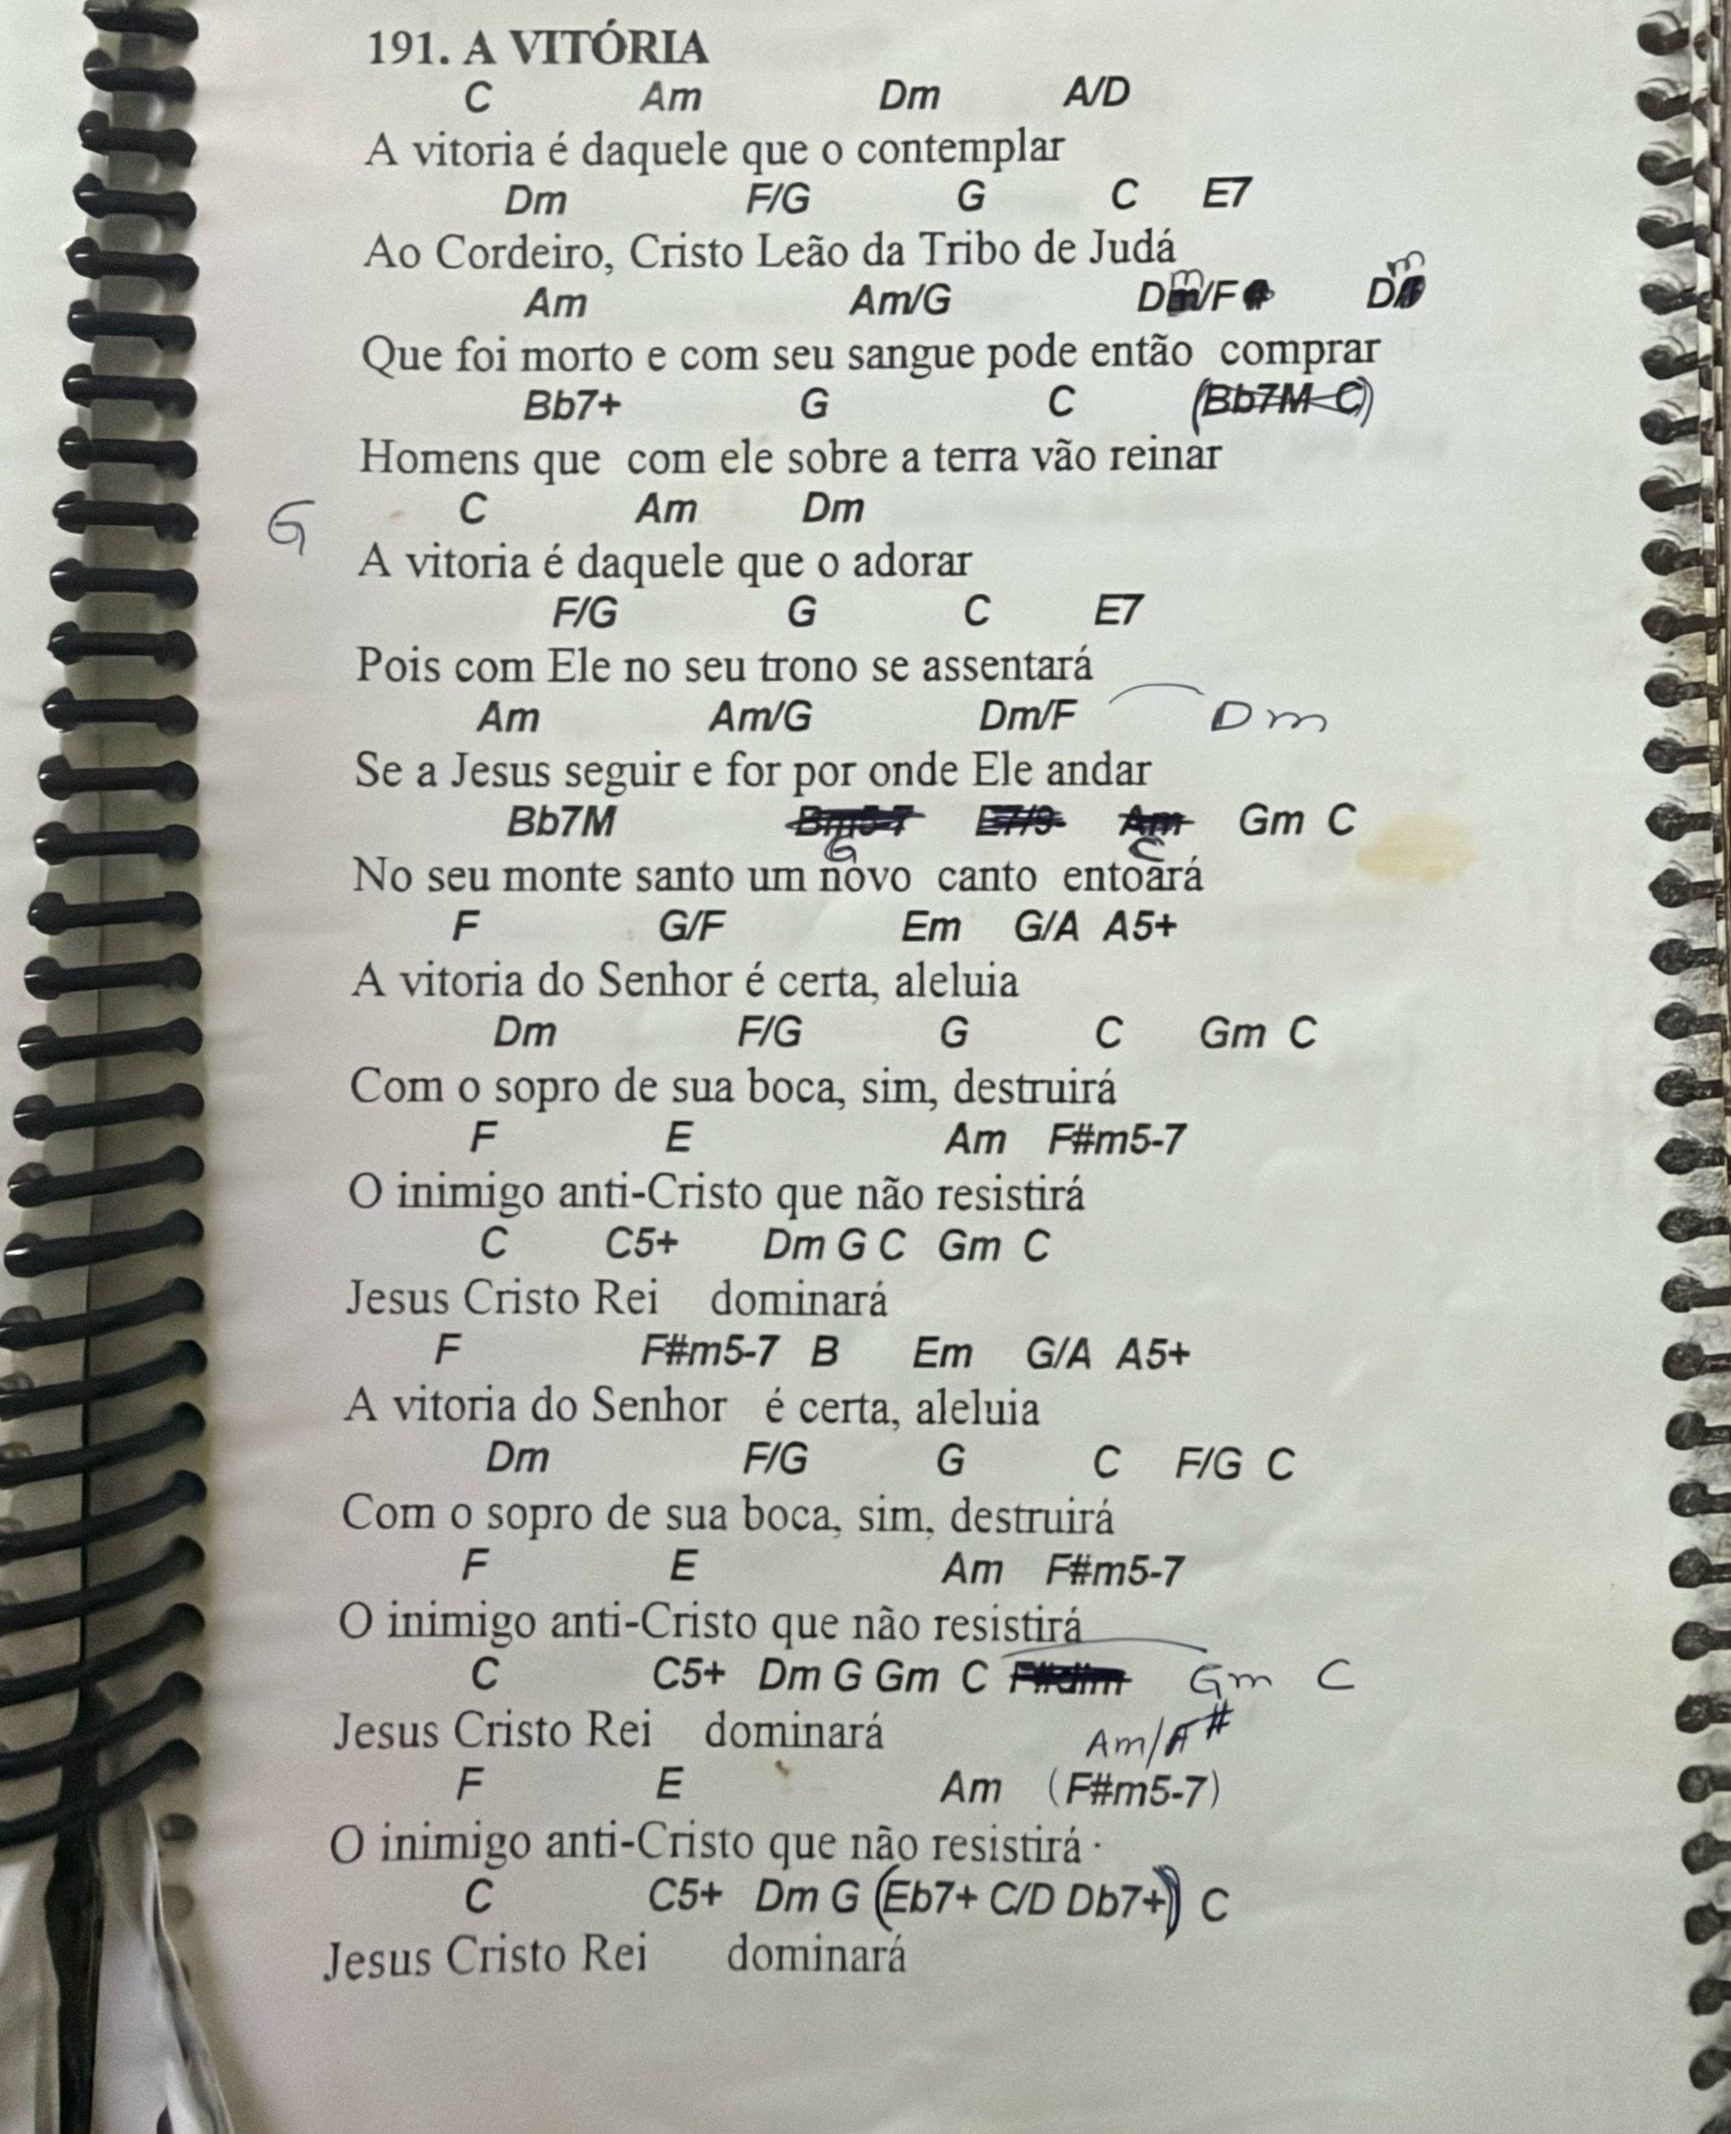 191. A VITÓRIA
C Am Dm A/D
A vitoria é daquele que o contemplar
Dm F/G G C E7
Ao Cordeiro, Cristo Leão da Tribo de Judá
Am Am/G Dm/F Dm
Que foi morto e com seu sangue pode então comprar
Bb7+ G C (Bb7M C)
Homens que com ele sobre a terra vão reinar
G C Am Dm
A vitoria é daquele que o adorar
F/G G C E7
Pois com Ele no seu trono se assentará
Am Am/G Dm/F Dm
Se a Jesus seguir e for por onde Ele andar
Bb7M Bm5-7 E7/9- Am Gm C
G C
No seu monte santo um novo canto entoará
F G/F Em G/A A5+
A vitoria do Senhor é certa, aleluia
Dm F/G G C Gm C
Com o sopro de sua boca, sim, destruirá
F E Am F#m5-7
O inimigo anti-Cristo que não resistirá
C C5+ Dm G C Gm C
Jesus Cristo Rei dominará
F F#m5-7 B Em G/A A5+
A vitoria do Senhor é certa, aleluia
Dm F/G G C F/G C
Com o sopro de sua boca, sim, destruirá
F E Am F#m5-7
O inimigo anti-Cristo que não resistirá
C C5+ Dm G Gm C F#dim Gm C
Jesus Cristo Rei dominará
Am/A#
F E Am (F#m5-7)
O inimigo anti-Cristo que não resistirá
C C5+ Dm G (Eb7+ C/D Db7+) C
Jesus Cristo Rei dominará